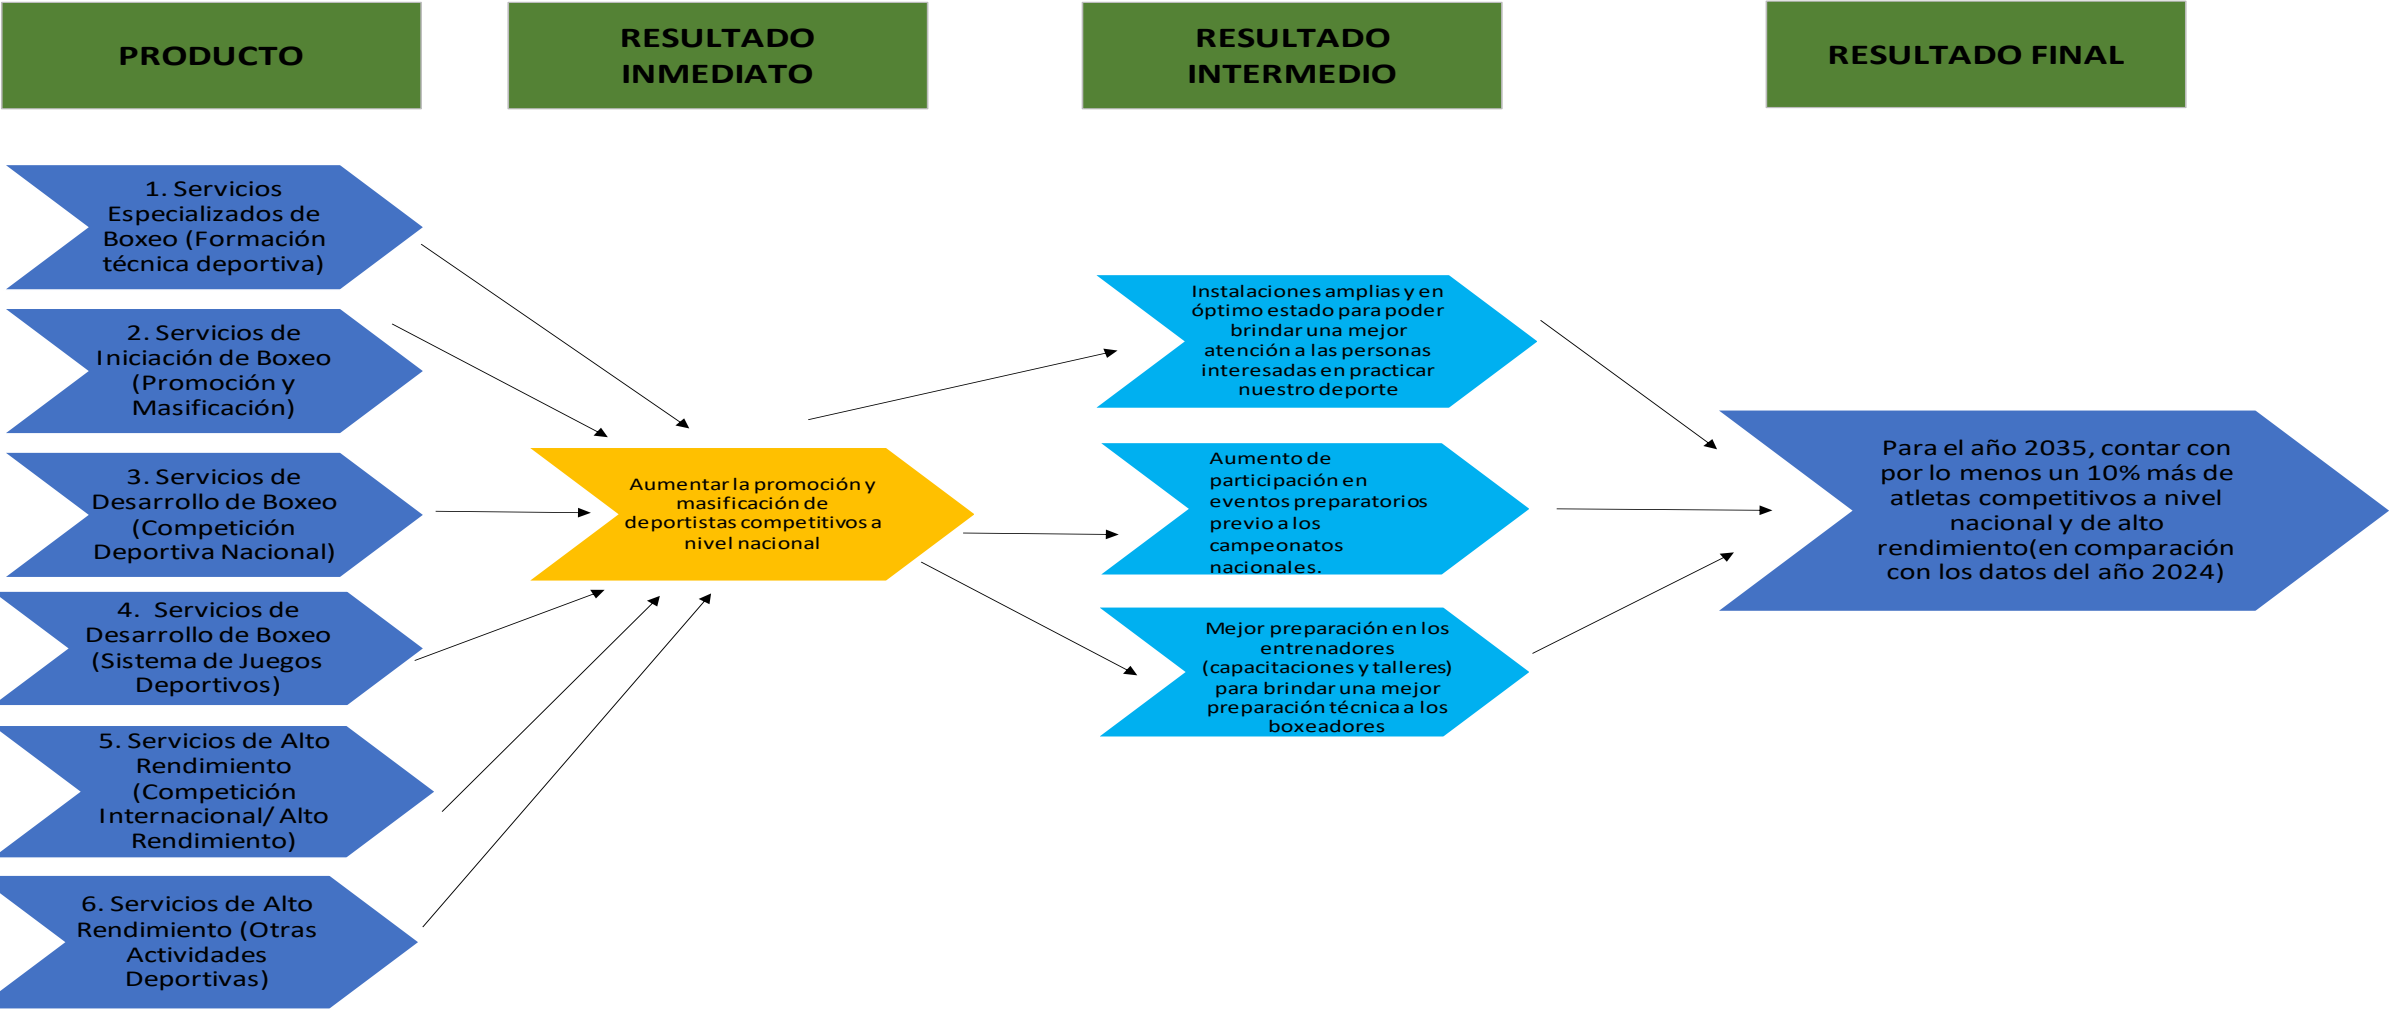 PRODUCTO
RESULTADO
INMEDIATO
RESULTADO
INTERMEDIO
RESULTADO FINAL
1. Servicios
Especializados de
Boxeo (Formación
técnica deportiva)
2. Servicios de
Iniciación de Boxeo
(Promoción y
Masificación)
3. Servicios de
Desarrollo de Boxeo
(Competición
Deportiva Nacional)
4. Servicios de
Desarrollo de Boxeo
(Sistema de Juegos
Deportivos)
5. Servicios de Alto
Rendimiento
(Competición
Internacional/ Alto
Rendimiento)
6. Servicios de Alto
Rendimiento (Otras
Actividades
Deportivas)
Aumentar la promoción y
masificación de
deportistas competitivos a
nivel nacional
Instalaciones amplias y en
óptimo estado para poder
brindar una mejor
atención a las personas
interesadas en practicar
nuestro deporte
Aumento de
participación en
eventos preparatorios
previo a los
campeonatos
nacionales.
Mejor preparación en los
entrenadores
(capacitaciones y talleres)
para brindar una mejor
preparación técnica a los
boxeadores
Para el año 2035, contar con
por lo menos un 10% más de
atletas competitivos a nivel
nacional y de alto
rendimiento(en comparación
con los datos del año 2024)